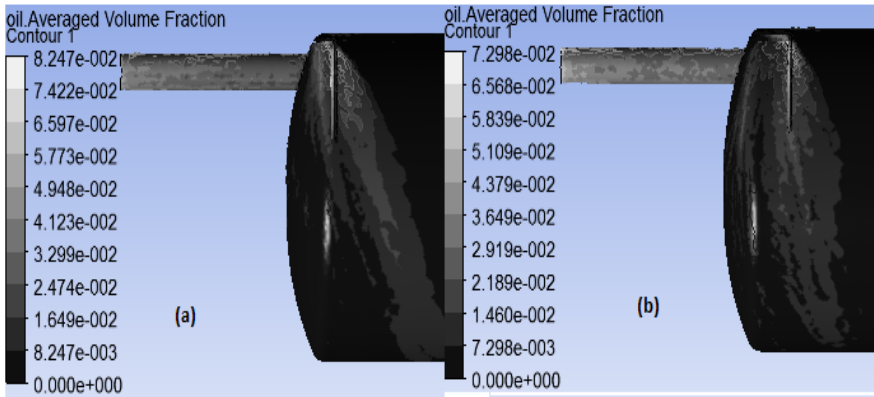 oil.Averaged Volume Fraction
Contour 1
8.247e-002
7.422e-002
6.597e-002
5.773e-002
4.948e-002
4.123e-002
3.299e-002
2.474e-002
1.649e-002
8.247e-003
0.000e+000
(a)
oil.Averaged Volume Fraction
Contour 1
7.298e-002
6.568e-002
5.839e-002
5.109e-002
4.379e-002
3.649e-002
2.919e-002
2.189e-002
1.460e-002
7.298e-003
0.000e+000
(b)